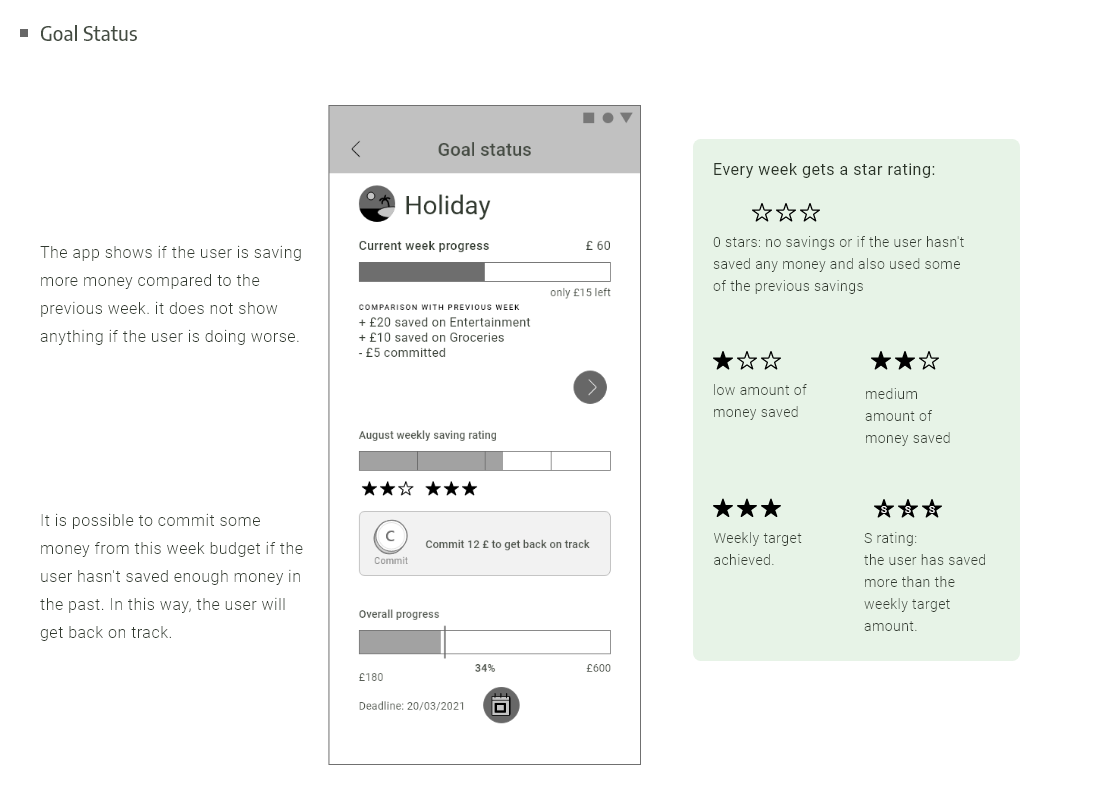 Goal Status
The app shows if the user is saving
more money compared to the
previous week. it does not show
anything if the user is doing worse.
It is possible to commit some
money from this week budget if the
user hasn't saved enough money in
the past. In this way, the user will
get back on track.
Goal status
Holiday
Current week progress £ 60
only £15 left
COMPARISON WITH PREVIOUS WEEK
+ £20 saved on Entertainment
+ £10 saved on Groceries
- £5 committed
August weekly saving rating
C
Commit
Commit 12 £ to get back on track
Overall progress
34% £600
£180
Deadline: 20/03/2021
Every week gets a star rating:
0 stars: no savings or if the user hasn't
saved any money and also used some
of the previous savings
low amount of
money saved
medium
amount of
money saved
Weekly target
achieved.
S S S
S rating:
the user has saved
more than the
weekly target
amount.